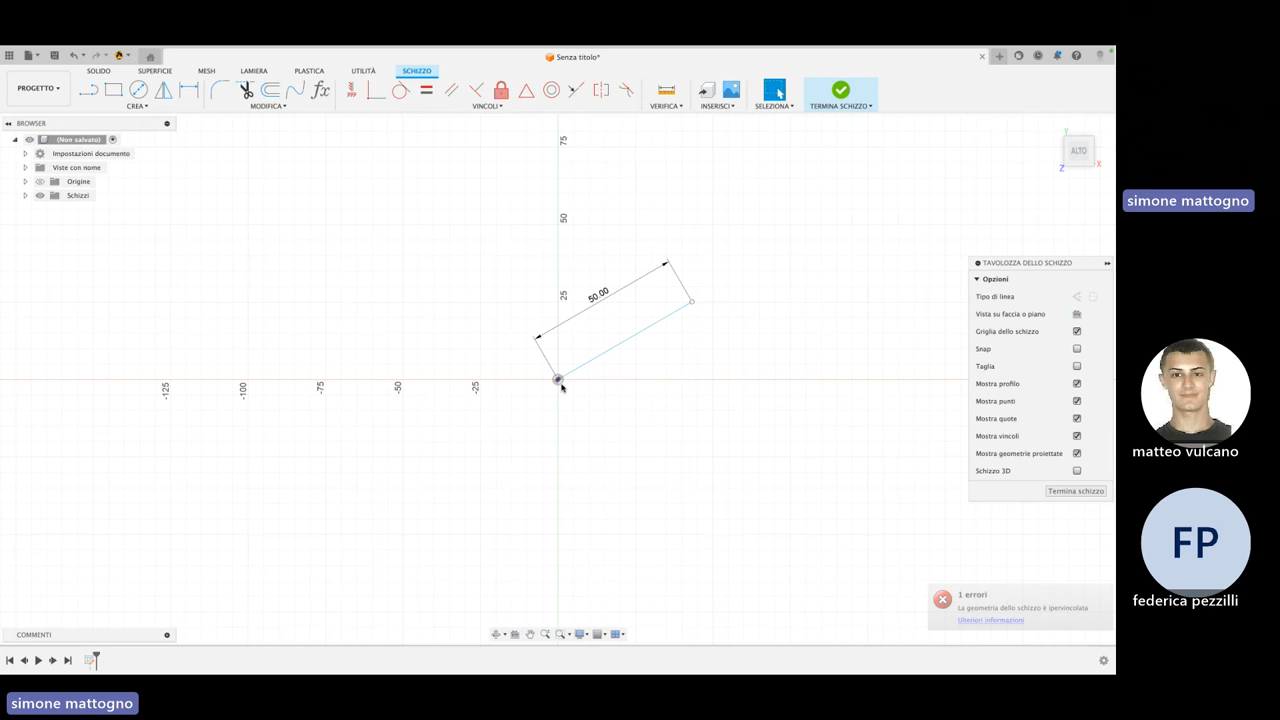 Senza titolo*
PROGETTO
SOLIDO
SUPERFICIE
MESH
LAMIERA
PLASTICA
UTILITÀ
SCHIZZO
CREA
MODIFICA
VINCOLI
VERIFICA
INSERISCI
SELEZIONA
TERMINA SCHIZZO
BROWSER
(Non salvato)
Impostazioni documento
Viste con nome
Origine
Schizzi
75
50
25
50.00
-125
-100
-75
-50
-25
Y
ALTO
X
Z
TAVOLOZZA DELLO SCHIZZO
Opzioni
Tipo di linea
Vista su faccia o piano
Griglia dello schizzo
Snap
Taglia
Mostra profilo
Mostra punti
Mostra quote
Mostra vincoli
Mostra geometrie proiettate
Schizzo 3D
Termina schizzo
1 errori
La geometria dello schizzo è ipervincolata
Ulteriori informazioni
COMMENTI
simone mattogno
matteo vulcano
FP
federica pezzilli
simone mattogno